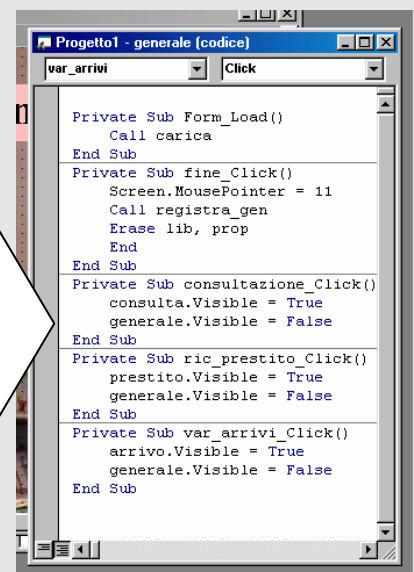 Progetto1 - generale (codice)
var_arrivi Click
Private Sub Form_Load()
Call carica
End Sub
Private Sub fine_Click()
Screen.MousePointer = 11
Call registra_gen
Erase lib, prop
End
End Sub
Private Sub consultazione_Click()
consulta.Visible = True
generale.Visible = False
End Sub
Private Sub ric_prestito_Click()
prestito.Visible = True
generale.Visible = False
End Sub
Private Sub var_arrivi_Click()
arrivo.Visible = True
generale.Visible = False
End Sub